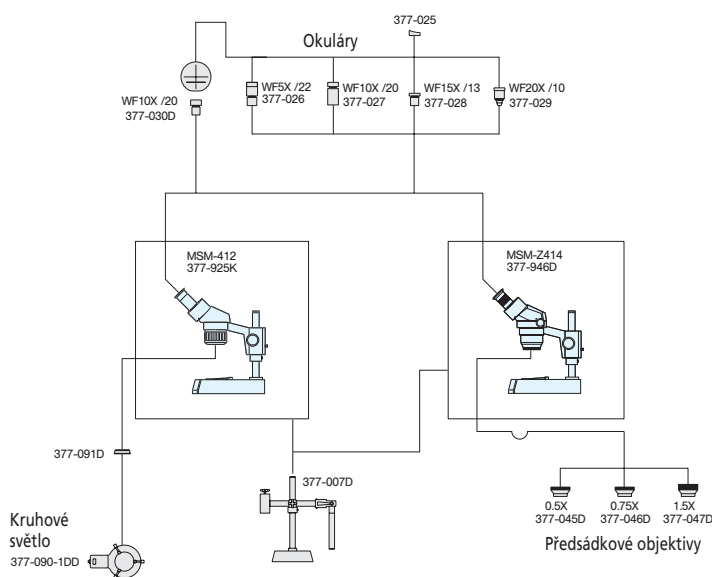 377-025
Okuláry
WF10X /20
377-030D
WF5X /22
377-026
WF10X /20
377-027
WF15X /13
377-028
WF20X /10
377-029
MSM-412
377-925K
MSM-Z414
377-946D
377-091D
377-007D
Kruhové
světlo
377-090-1DD
0.5X
377-045D
0.75X
377-046D
1.5X
377-047D
Předsádkové objektivy